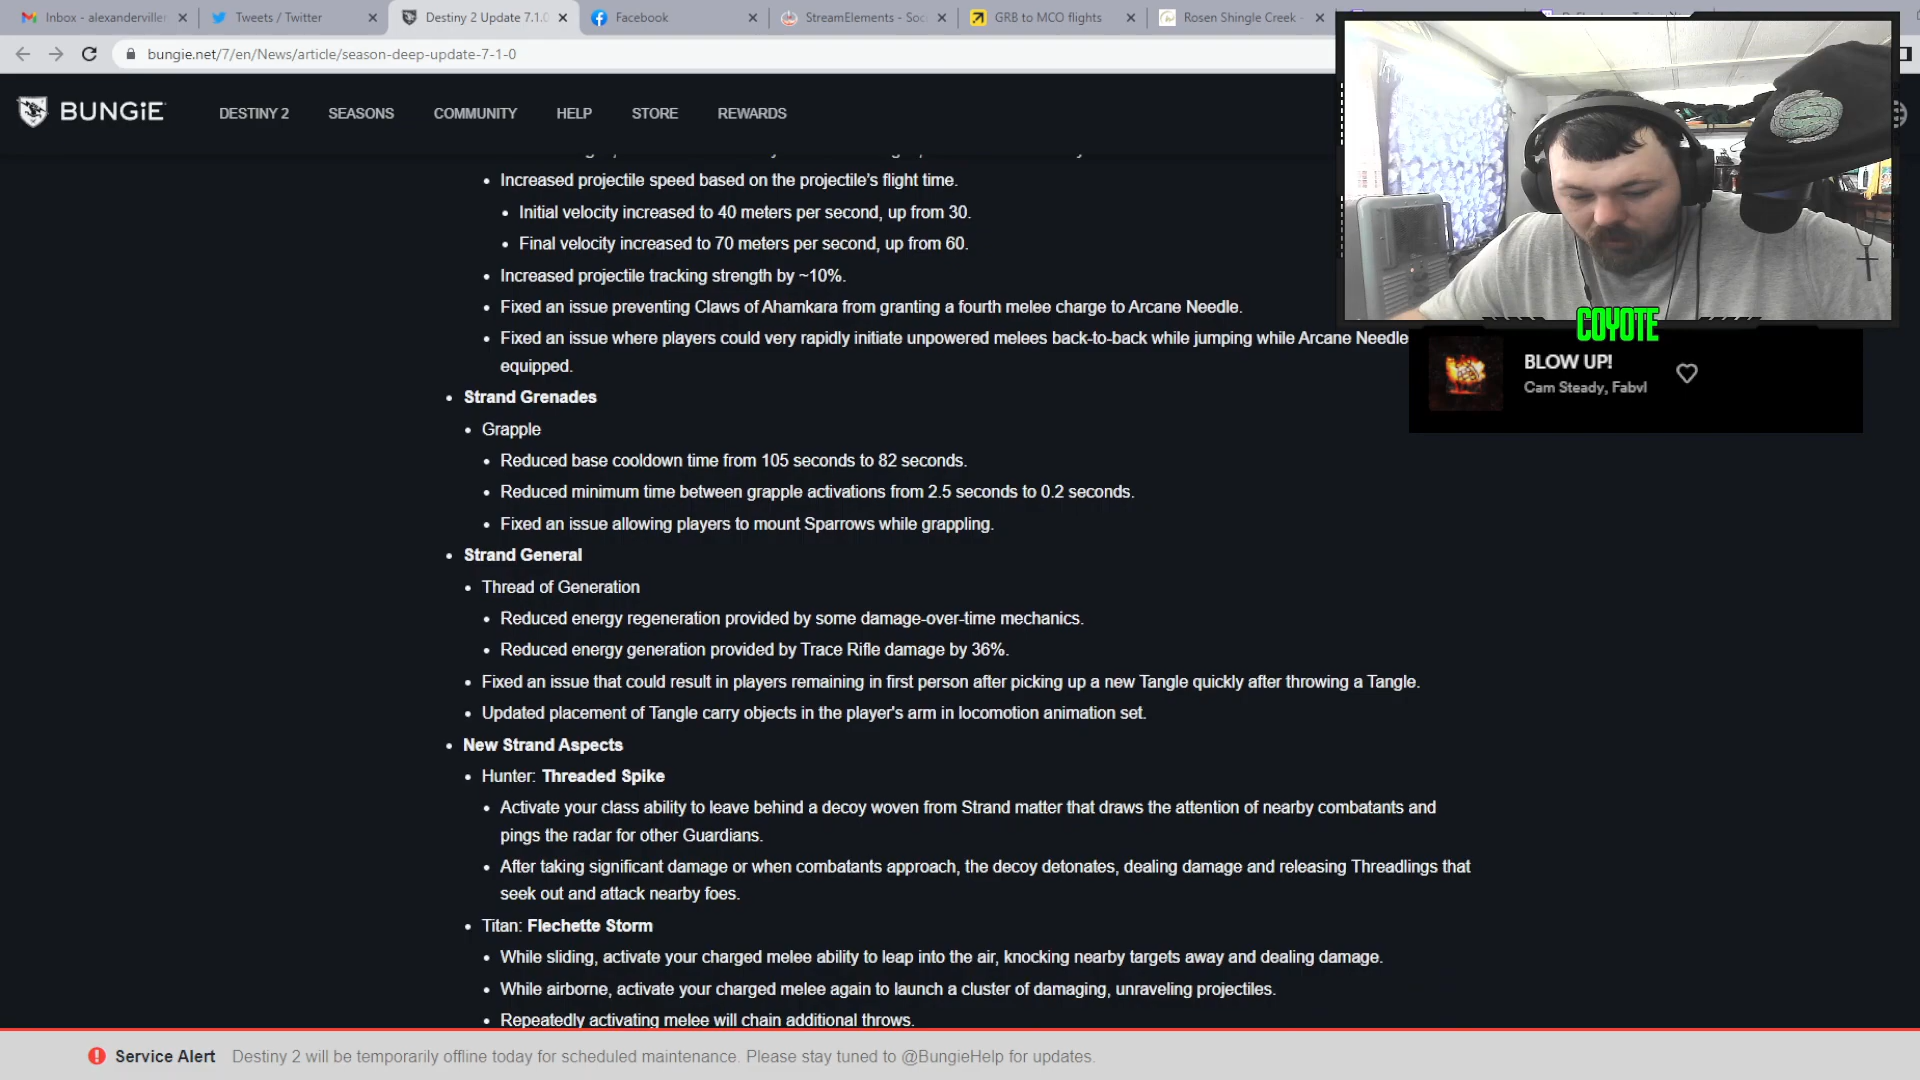 Inbox - alexanderviller
Tweets / Twitter
Destiny 2 Update 7.1.0
Facebook
StreamElements - Soc
GRB to MCO flights
Rosen Shingle Creek -
bungie.net/7/en/News/article/season-deep-update-7-1-0
BUNGiE
DESTINY 2
SEASONS
COMMUNITY
HELP
STORE
REWARDS
Increased projectile speed based on the projectile's flight time.
Initial velocity increased to 40 meters per second, up from 30.
Final velocity increased to 70 meters per second, up from 60.
Increased projectile tracking strength by ~10%.
Fixed an issue preventing Claws of Ahamkara from granting a fourth melee charge to Arcane Needle.
Fixed an issue where players could very rapidly initiate unpowered melees back-to-back while jumping while Arcane Needle
equipped.
COYOTE
BLOW UP!
Cam Steady, Fabvl
Strand Grenades
Grapple
Reduced base cooldown time from 105 seconds to 82 seconds.
Reduced minimum time between grapple activations from 2.5 seconds to 0.2 seconds.
Fixed an issue allowing players to mount Sparrows while grappling.
Strand General
Thread of Generation
Reduced energy regeneration provided by some damage-over-time mechanics.
Reduced energy generation provided by Trace Rifle damage by 36%.
Fixed an issue that could result in players remaining in first person after picking up a new Tangle quickly after throwing a Tangle.
Updated placement of Tangle carry objects in the player's arm in locomotion animation set.
New Strand Aspects
Hunter: Threaded Spike
Activate your class ability to leave behind a decoy woven from Strand matter that draws the attention of nearby combatants and
pings the radar for other Guardians.
After taking significant damage or when combatants approach, the decoy detonates, dealing damage and releasing Threadlings that
seek out and attack nearby foes.
Titan: Flechette Storm
While sliding, activate your charged melee ability to leap into the air, knocking nearby targets away and dealing damage.
While airborne, activate your charged melee again to launch a cluster of damaging, unraveling projectiles.
Repeatedly activating melee will chain additional throws.
Service Alert Destiny 2 will be temporarily offline today for scheduled maintenance. Please stay tuned to @BungieHelp for updates.